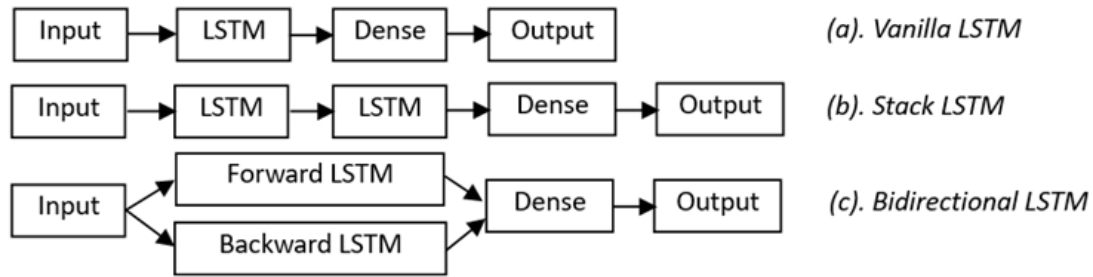 Input LSTM Dense Output (a). Vanilla LSTM
Input LSTM LSTM Dense Output (b). Stack LSTM
Forward LSTM
Input Dense Output (c). Bidirectional LSTM
Backward LSTM